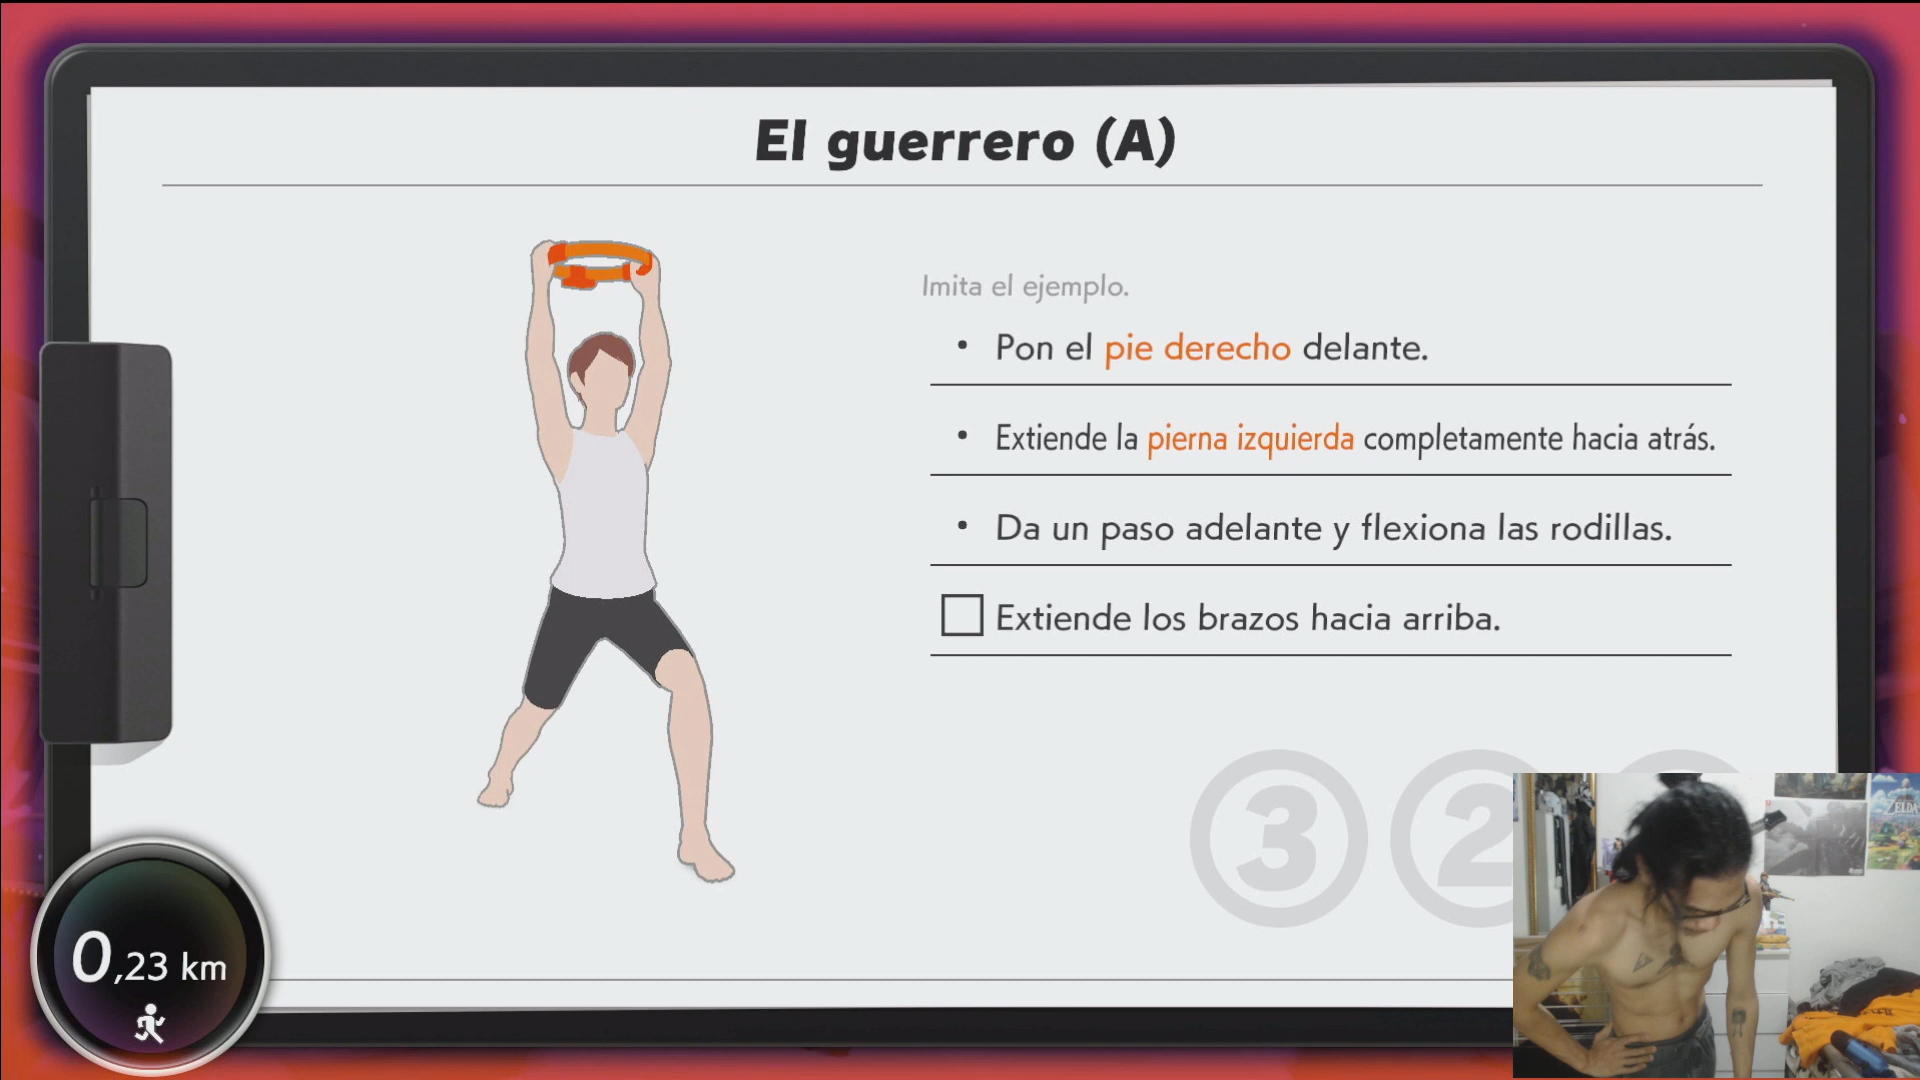 El guerrero (A)
Imita el ejemplo.
• Pon el pie derecho delante.
• Extiende la pierna izquierda completamente hacia atrás.
• Da un paso adelante y flexiona las rodillas.
Extiende los brazos hacia arriba.
3 2
ZELDA
0,23 km